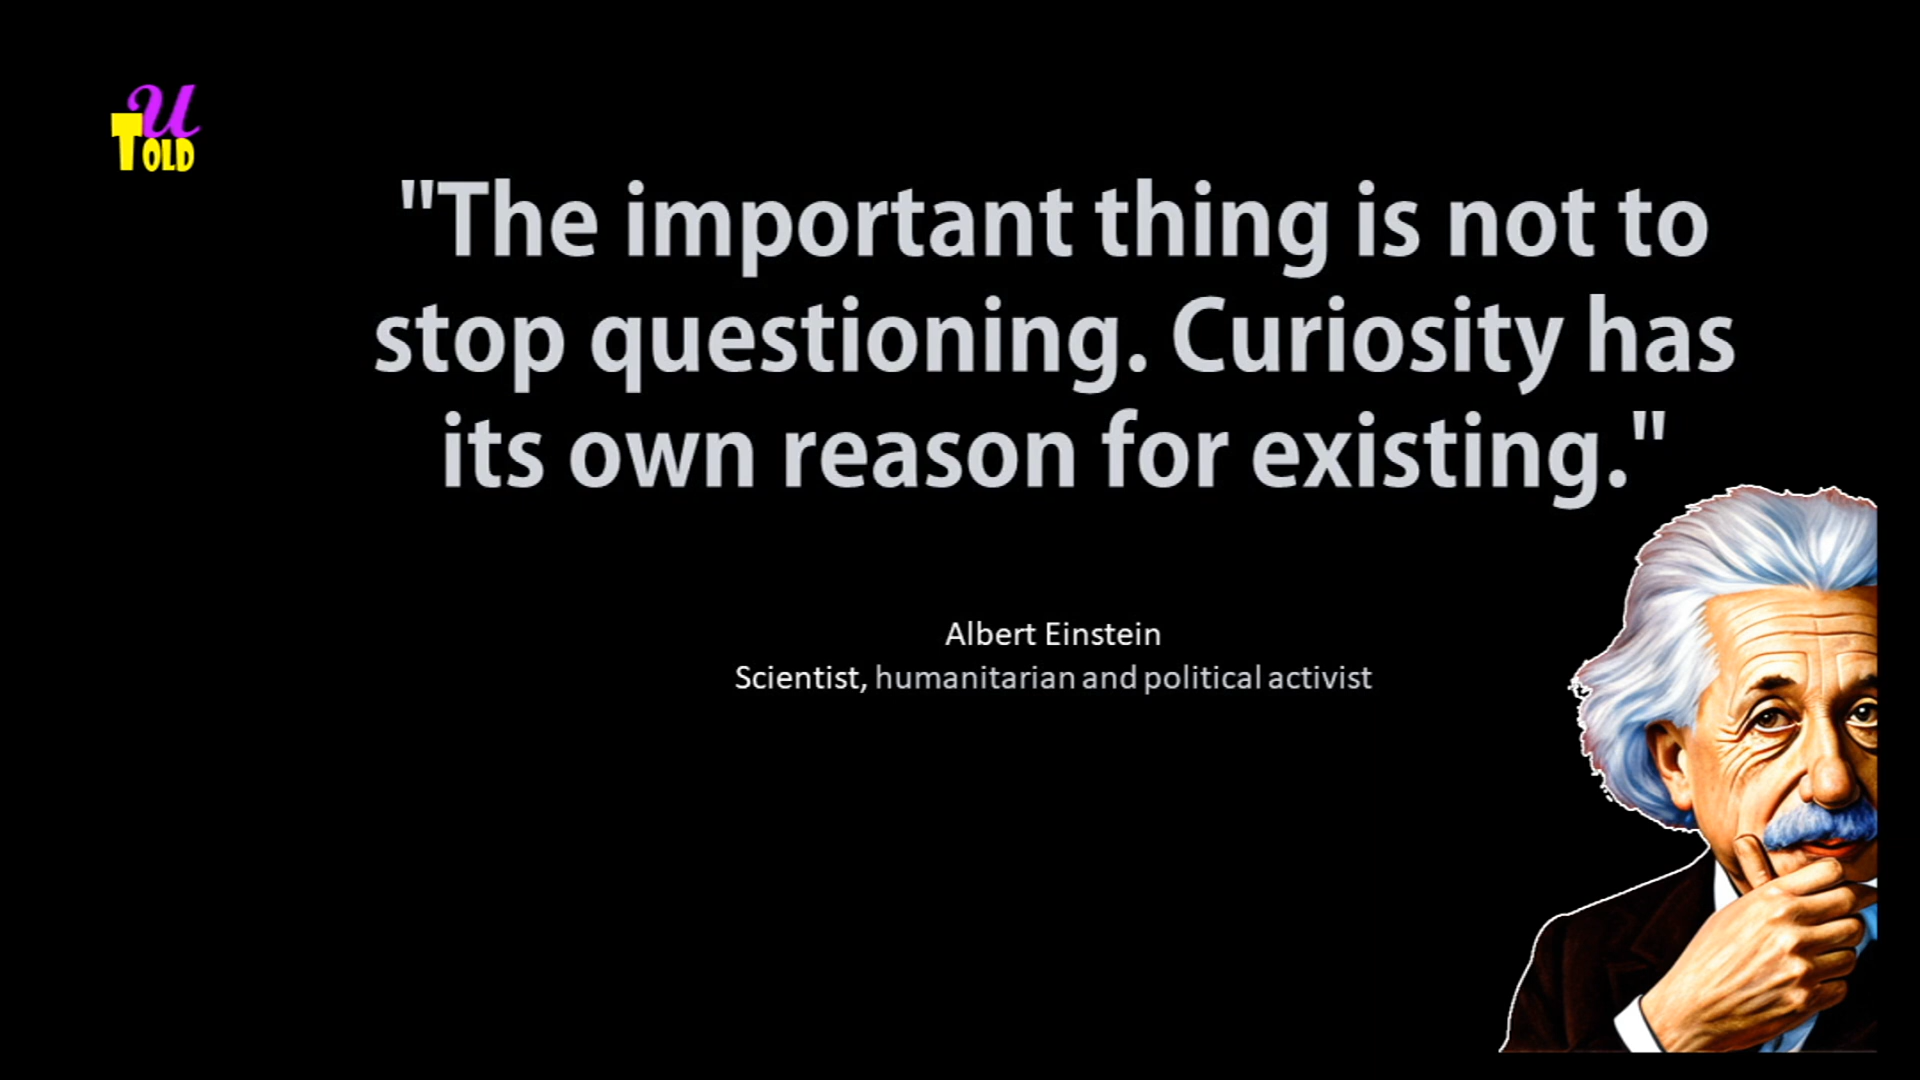 U
TOLD
"The important thing is not to
stop questioning. Curiosity has
its own reason for existing."
Albert Einstein
Scientist, humanitarian and political activist